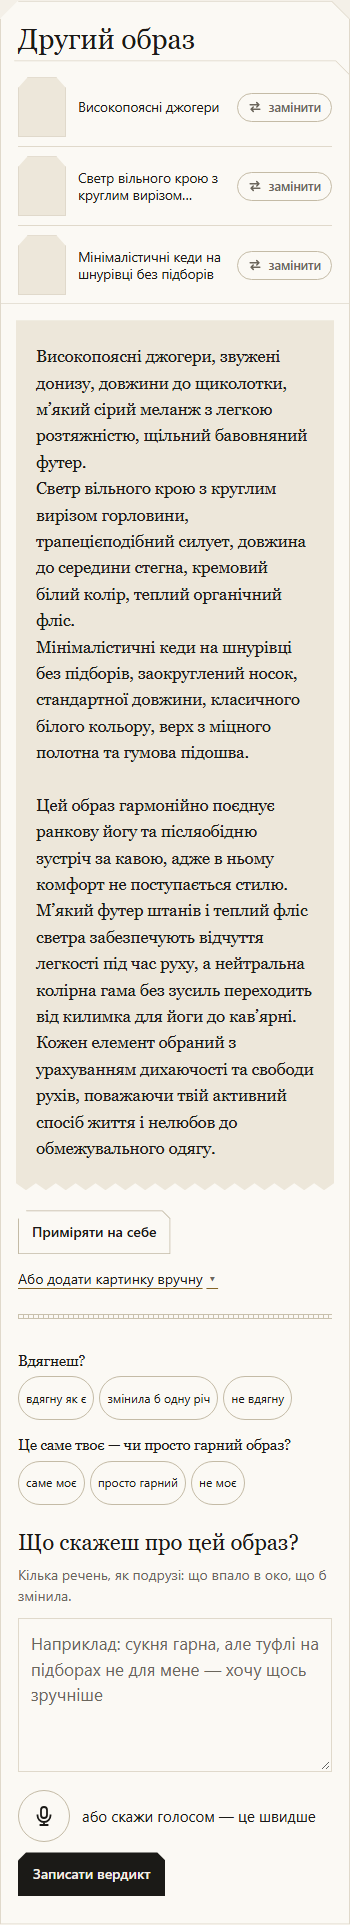 Другий образ
Високопоясні джогери
замінити
Светр вільного крою з
круглим вирізом...
замінити
Мінімалістичні кеди на
шнурівці без підборів
замінити
Високопоясні джогери, звужені
донизу, довжини до щиколотки,
м’який сірий меланж з легкою
розтяжністю, щільний бавовняний
футер.
Светр вільного крою з круглим
вирізом горловини,
трапецієподібний силует, довжина
до середини стегна, кремовий
білий колір, теплий органічний
фліс.
Мінімалістичні кеди на шнурівці
без підборів, заокруглений носок,
стандартної довжини, класичного
білого кольору, верх з міцного
полотна та гумова підошва.
Цей образ гармонійно поєднує
ранкову йогу та післяобідню
зустріч за кавою, адже в ньому
комфорт не поступається стилю.
М’який футер штанів і теплий фліс
светра забезпечують відчуття
легкості під час руху, а нейтральна
колірна гама без зусиль переходить
від килимка для йоги до кав’ярні.
Кожен елемент обраний з
урахуванням дихаючості та свободи
рухів, поважаючи твій активний
спосіб життя і нелюбов до
обмежувального одягу.
Приміряти на себе
Або додати картинку вручну
Вдягнеш?
вдягну як є
змінила б одну річ
не вдягну
Це саме твоє — чи просто гарний образ?
саме моє
просто гарний
не моє
Що скажеш про цей образ?
Кілька речень, як подрузі: що впало в око, що б
змінила.
Наприклад: сукня гарна, але туфлі на
підборах не для мене — хочу щось
зручніше
або скажи голосом — це швидше
Записати вердикт